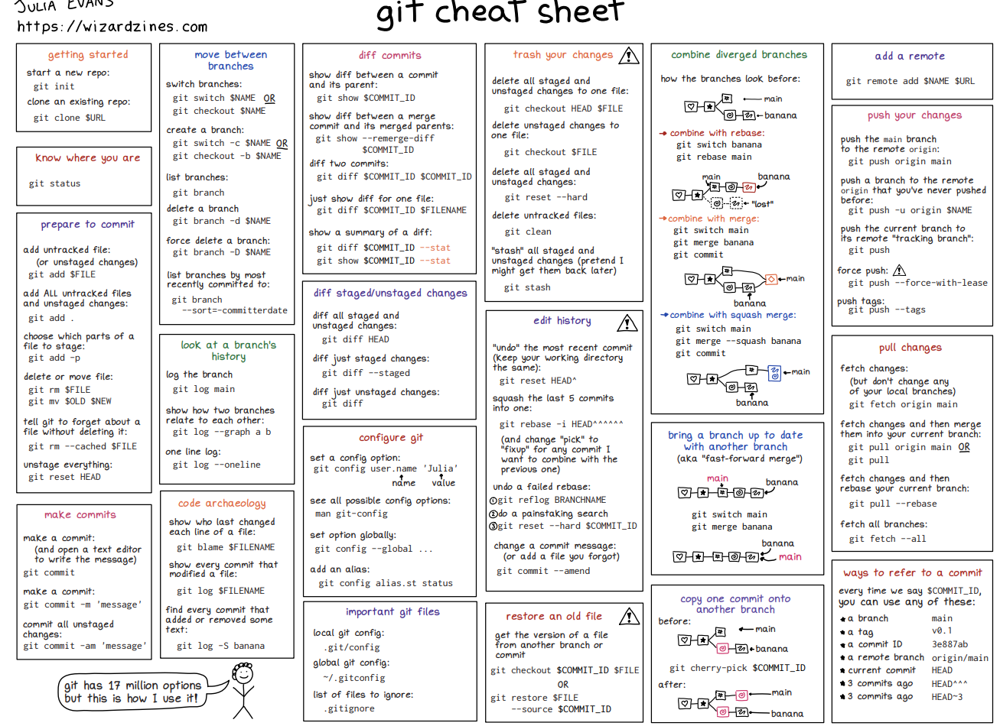 JULIA EVANS
https://wizardzines.com
git cheat sheet
getting started
start a new repo:
git init
clone an existing repo:
git clone $URL
know where you are
git status
prepare to commit
add untracked file:
(or unstaged changes)
git add $FILE
add ALL untracked files
and unstaged changes:
git add .
choose which parts of a
file to stage:
git add -p
delete or move file:
git rm $FILE
git mv $OLD $NEW
tell git to forget about a
file without deleting it:
git rm --cached $FILE
unstage everything:
git reset HEAD
make commits
make a commit:
(and open a text editor
to write the message)
git commit
make a commit:
git commit -m 'message'
commit all unstaged
changes:
git commit -am 'message'
move between
branches
switch branches:
git switch $NAME OR
git checkout $NAME
create a branch:
git switch -c $NAME OR
git checkout -b $NAME
list branches:
git branch
delete a branch
git branch -d $NAME
force delete a branch:
git branch -D $NAME
list branches by most
recently committed to:
git branch
--sort=-committerdate
look at a branch's
history
log the branch
git log main
show how two branches
relate to each other:
git log --graph a b
one line log:
git log --oneline
code archaeology
show who last changed
each line of a file:
git blame $FILENAME
show every commit that
modified a file:
git log $FILENAME
find every commit that
added or removed some
text:
git log -S banana
git has 17 million options
but this is how I use it!
diff commits
show diff between a commit
and its parent:
git show $COMMIT_ID
show diff between a merge
commit and its merged parents:
git show --remerge-diff
$COMMIT_ID
diff two commits:
git diff $COMMIT_ID $COMMIT_ID
just show diff for one file:
git diff $COMMIT_ID $FILENAME
show a summary of a diff:
git diff $COMMIT_ID --stat
git show $COMMIT_ID --stat
diff staged/unstaged changes
diff all staged and
unstaged changes:
git diff HEAD
diff just staged changes:
git diff --staged
diff just unstaged changes:
git diff
configure git
set a config option:
git config user.name 'Julia'
name value
see all possible config options:
man git-config
set option globally:
git config --global ...
add an alias:
git config alias.st status
important git files
local git config:
.git/config
global git config:
~/.gitconfig
list of files to ignore:
.gitignore
trash your changes
delete all staged and
unstaged changes to one file:
git checkout HEAD $FILE
delete unstaged changes to
one file:
git checkout $FILE
delete all staged and
unstaged changes:
git reset --hard
delete untracked files:
git clean
"stash" all staged and
unstaged changes (pretend I
might get them back later)
git stash
edit history
"undo" the most recent commit
(keep your working directory
the same):
git reset HEAD^
squash the last 5 commits
into one:
git rebase -i HEAD^^^^^^
(and change "pick" to
"fixup" for any commit I
want to combine with the
previous one)
undo a failed rebase:
① git reflog BRANCHNAME
② do a painstaking search
③ git reset --hard $COMMIT_ID
change a commit message:
(or add a file you forgot)
git commit --amend
restore an old file
get the version of a file
from another branch or
commit
git checkout $COMMIT_ID $FILE
OR
git restore $FILE
--source $COMMIT_ID
combine diverged branches
how the branches look before:
# main
banana
combine with rebase:
git switch banana
git rebase main
main banana
#
"lost"
combine with merge:
git switch main
git merge banana
git commit
#
main
banana
combine with squash merge:
git switch main
git merge --squash banana
git commit
# main
banana
bring a branch up to date
with another branch
(aka "fast-forward merge")
main
banana
#
git switch main
git merge banana
banana
#
main
copy one commit onto
another branch
before:
main
#
banana
git cherry-pick $COMMIT_ID
after:
# main
banana
add a remote
git remote add $NAME $URL
push your changes
push the main branch
to the remote origin:
git push origin main
push a branch to the remote
origin that you've never pushed
before:
git push -u origin $NAME
push the current branch to
its remote "tracking branch":
git push
force push:
git push --force-with-lease
push tags:
git push --tags
pull changes
fetch changes:
(but don't change any
of your local branches)
git fetch origin main
fetch changes and then merge
them into your current branch:
git pull origin main OR
git pull
fetch changes and then
rebase your current branch:
git pull --rebase
fetch all branches:
git fetch --all
ways to refer to a commit
every time we say $COMMIT_ID,
you can use any of these:
a branch main
a tag v0.1
a commit ID 3e887ab
a remote branch origin/main
current commit HEAD
3 commits ago HEAD^^^
3 commits ago HEAD~3